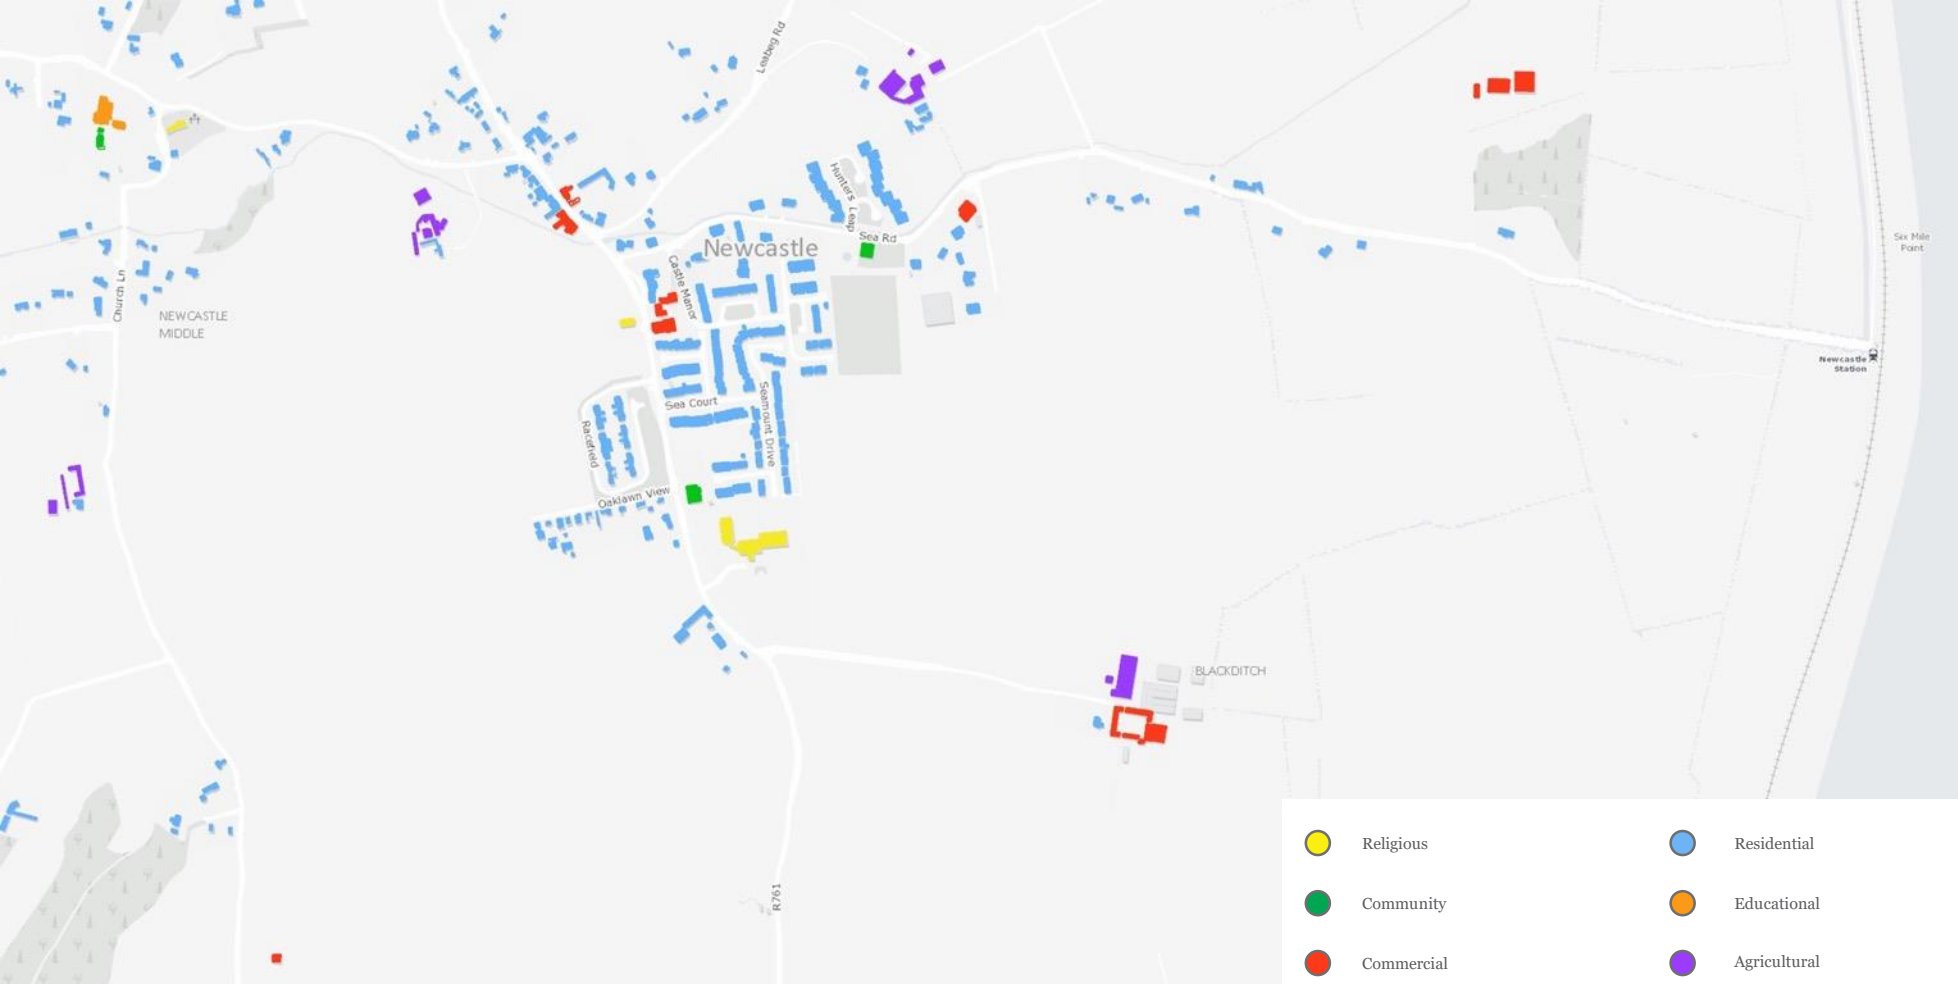 Leabeg Rd
Hunters Leap
Sea Rd
Newcastle
Six Mile
Point
Castle Manor
Church Ln
NEWCASTLE
MIDDLE
Newcastle
Station
Sea Court
Seamount Drive
Racefield
Oaklawn View
BLACKDITCH
R761
Religious
Residential
Community
Educational
Commercial
Agricultural